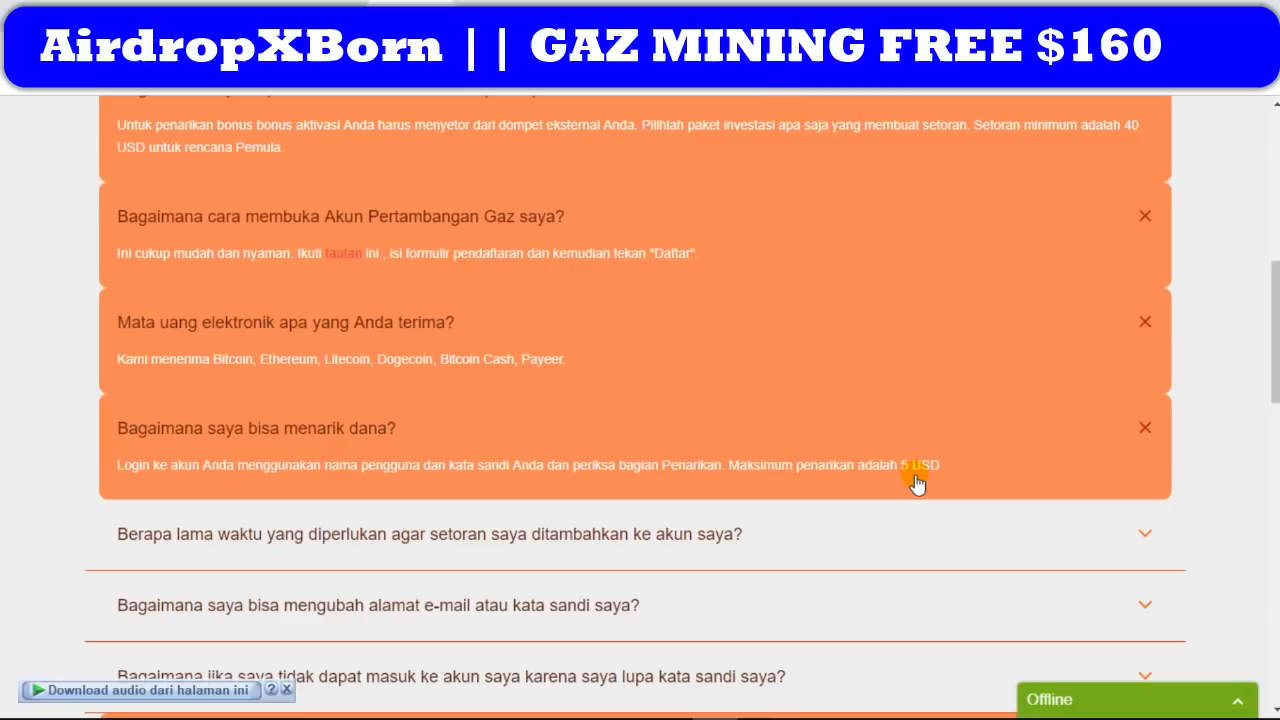 AirdropXBorn || GAZ MINING FREE $160
Untuk penarikan bonus bonus aktivasi Anda harus menyetor dari dompet eksternal Anda. Pilihlah paket investasi apa saja yang membuat setoran. Setoran minimum adalah 40
USD untuk rencana Pemula.
Bagaimana cara membuka Akun Pertambangan Gaz saya?
Ini cukup mudah dan nyaman. Ikuti tautan ini , isi formulir pendaftaran dan kemudian tekan "Daftar".
Mata uang elektronik apa yang Anda terima?
Kami menerima Bitcoin, Ethereum, Litecoin, Dogecoin, Bitcoin Cash, Payeer.
Bagaimana saya bisa menarik dana?
Login ke akun Anda menggunakan nama pengguna dan kata sandi Anda dan periksa bagian Penarikan. Maksimum penarikan adalah 5 USD
Berapa lama waktu yang diperlukan agar setoran saya ditambahkan ke akun saya?
Bagaimana saya bisa mengubah alamat e-mail atau kata sandi saya?
Bagaimana jika saya tidak dapat masuk ke akun saya karena saya lupa kata sandi saya?
Download audio dari halaman ini ?
Offline